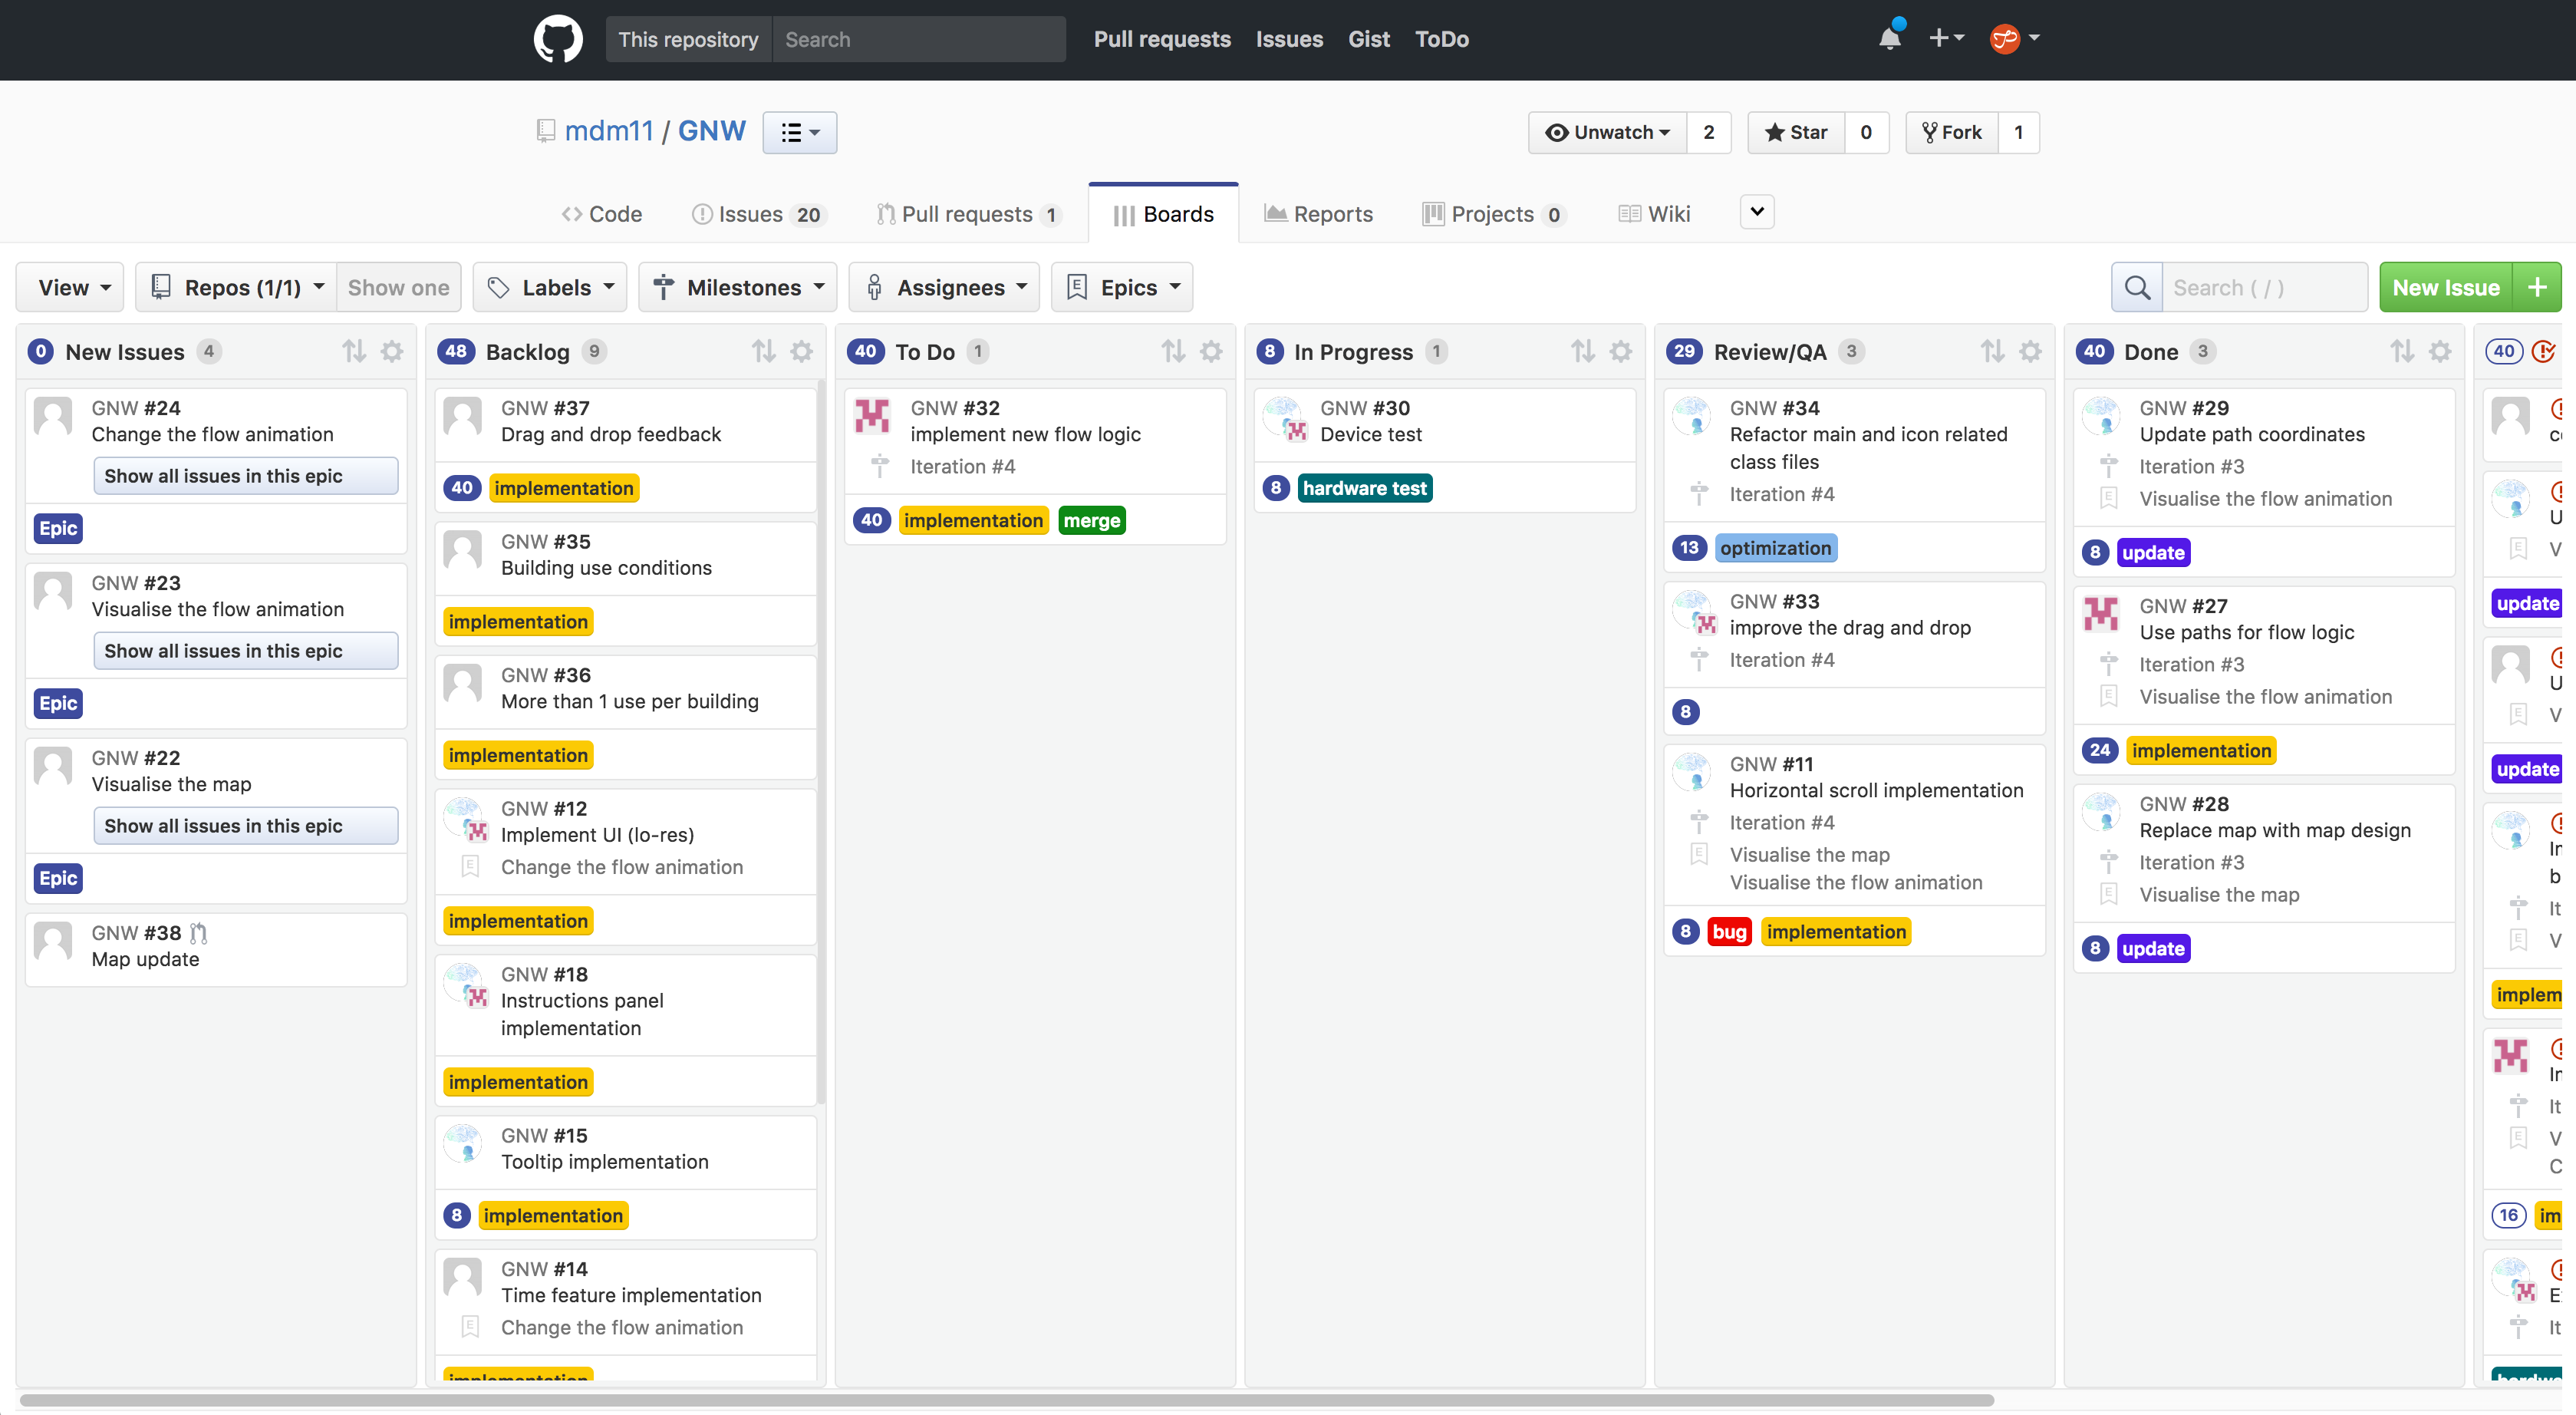 This repository Search Pull requests Issues Gist ToDo
mdm11 / GNW Unwatch 2 Star 0 Fork 1
Code Issues 20 Pull requests 1 Boards Reports Projects 0 Wiki
View Repos (1/1) Show one Labels Milestones Assignees Epics Search ( / ) New Issue +
0 New Issues 4
GNW #24
Change the flow animation
Show all issues in this epic
Epic
GNW #23
Visualise the flow animation
Show all issues in this epic
Epic
GNW #22
Visualise the map
Show all issues in this epic
Epic
GNW #38
Map update
48 Backlog 9
GNW #37
Drag and drop feedback
40 implementation
GNW #35
Building use conditions
implementation
GNW #36
More than 1 use per building
implementation
GNW #12
Implement UI (lo-res)
E Change the flow animation
implementation
GNW #18
Instructions panel
implementation
implementation
GNW #15
Tooltip implementation
8 implementation
GNW #14
Time feature implementation
E Change the flow animation
implementation
40 To Do 1
GNW #32
implement new flow logic
Iteration #4
40 implementation merge
8 In Progress 1
GNW #30
Device test
8 hardware test
29 Review/QA 3
GNW #34
Refactor main and icon related
class files
Iteration #4
13 optimization
GNW #33
improve the drag and drop
Iteration #4
8
GNW #11
Horizontal scroll implementation
Iteration #4
E Visualise the map
Visualise the flow animation
8 bug implementation
40 Done 3
GNW #29
Update path coordinates
Iteration #3
E Visualise the flow animation
8 update
GNW #27
Use paths for flow logic
Iteration #3
E Visualise the flow animation
24 implementation
GNW #28
Replace map with map design
Iteration #3
E Visualise the map
8 update
40
U
E V
update
U
E V
update
In
b
It
E V
implem
In
It
E V
C
16 im
E
It